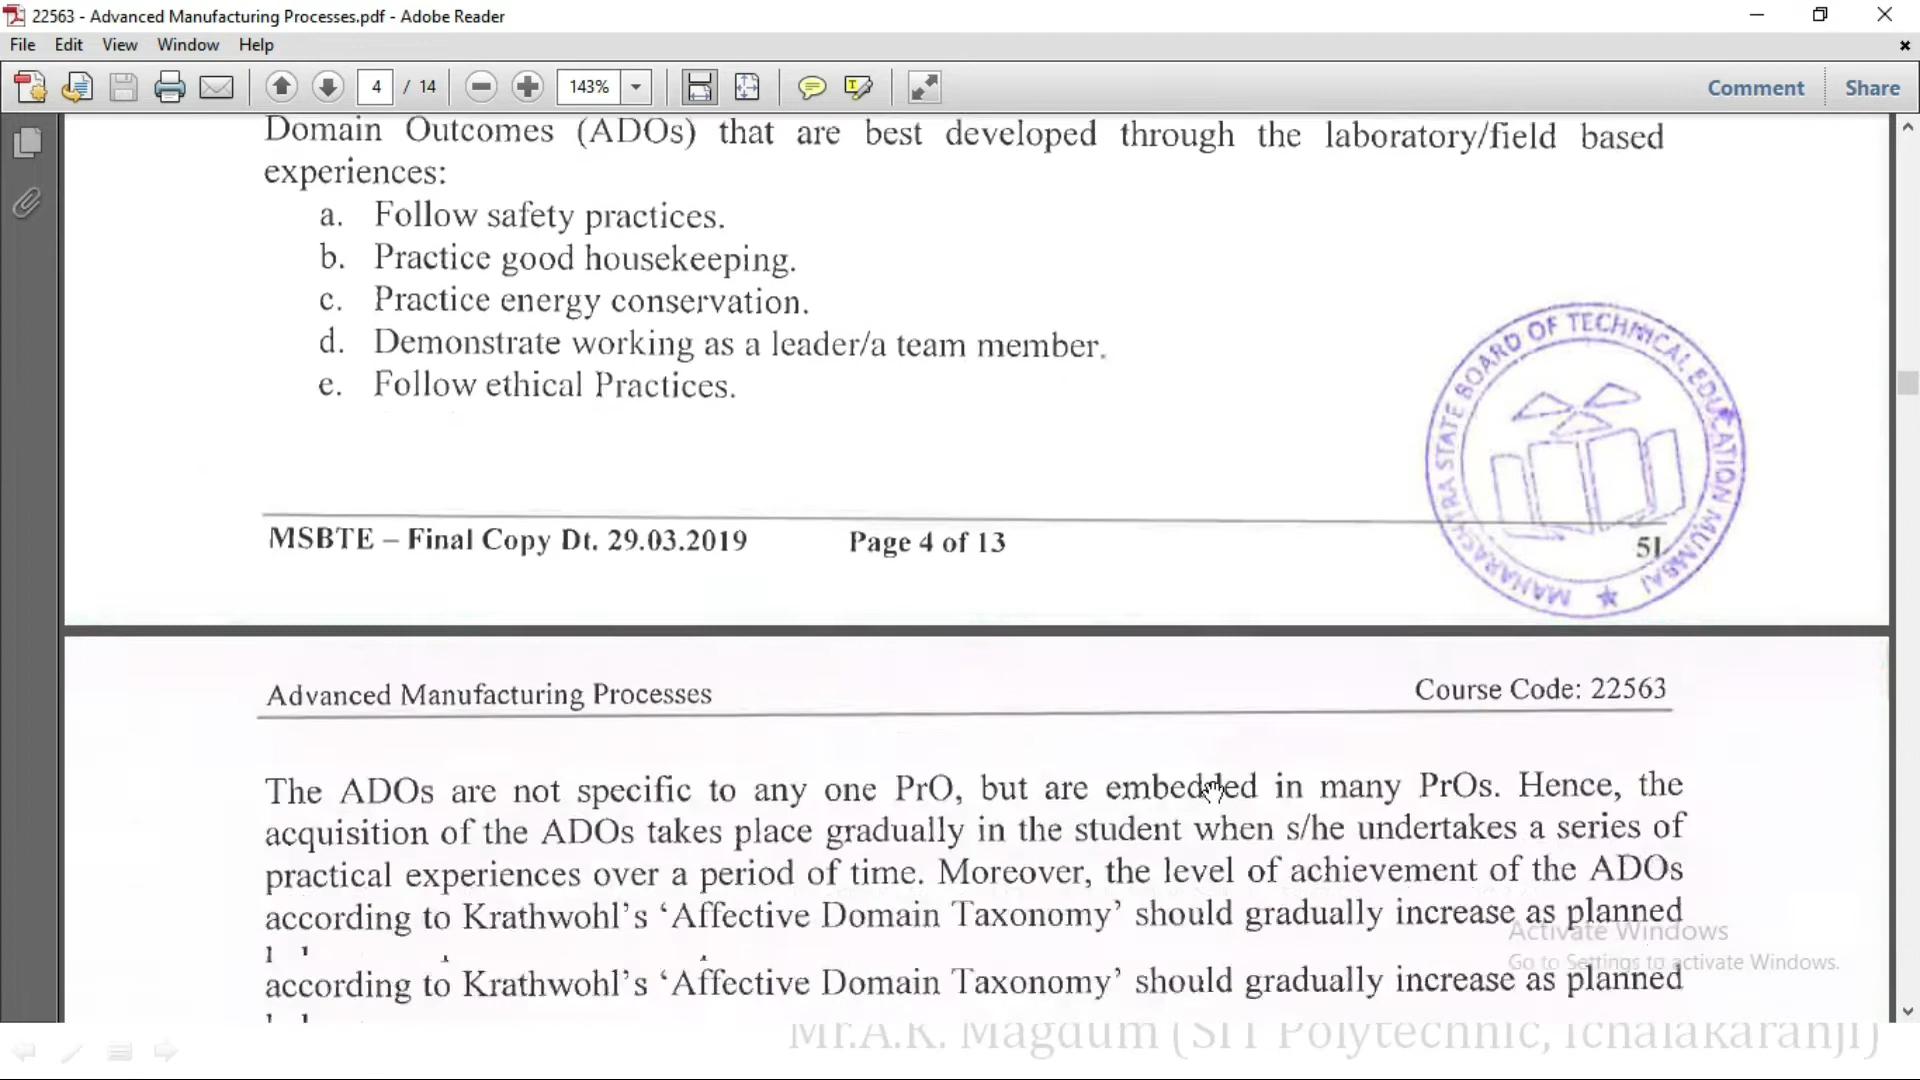 22563 - Advanced Manufacturing Processes.pdf - Adobe Reader
File Edit View Window Help
4 / 14 143% Comment Share
Domain Outcomes (ADOs) that are best developed through the laboratory/field based
experiences:
a. Follow safety practices.
b. Practice good housekeeping.
c. Practice energy conservation.
d. Demonstrate working as a leader/a team member.
e. Follow ethical Practices.
MAHARASHTRA STATE BOARD OF TECHNICAL EDUCATION MUMBAI
MSBTE – Final Copy Dt. 29.03.2019 Page 4 of 13
Advanced Manufacturing Processes Course Code: 22563
The ADOs are not specific to any one PrO, but are embedded in many PrOs. Hence, the
acquisition of the ADOs takes place gradually in the student when s/he undertakes a series of
practical experiences over a period of time. Moreover, the level of achievement of the ADOs
according to Krathwohl's ‘Affective Domain Taxonomy’ should gradually increase as planned
according to Krathwohl's ‘Affective Domain Taxonomy’ should gradually increase as planned
Activate Windows
Go to Settings to activate Windows.
Mr.A.K. Magdum (SIT Polytechnic, Ichalakaranji)